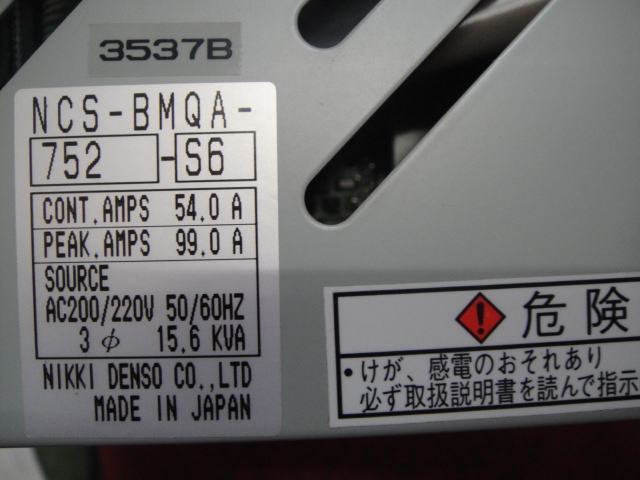 3537B
NCS-BMQA-
752-S6
CONT.AMPS 54.0 A
PEAK.AMPS 99.0 A
SOURCE
AC200/220V 50/60HZ
3 φ 15.6 KVA
NIKKI DENSO CO.,LTD
MADE IN JAPAN
危険
•けが、感電のおそれあり
必ず取扱説明書を読んで指示